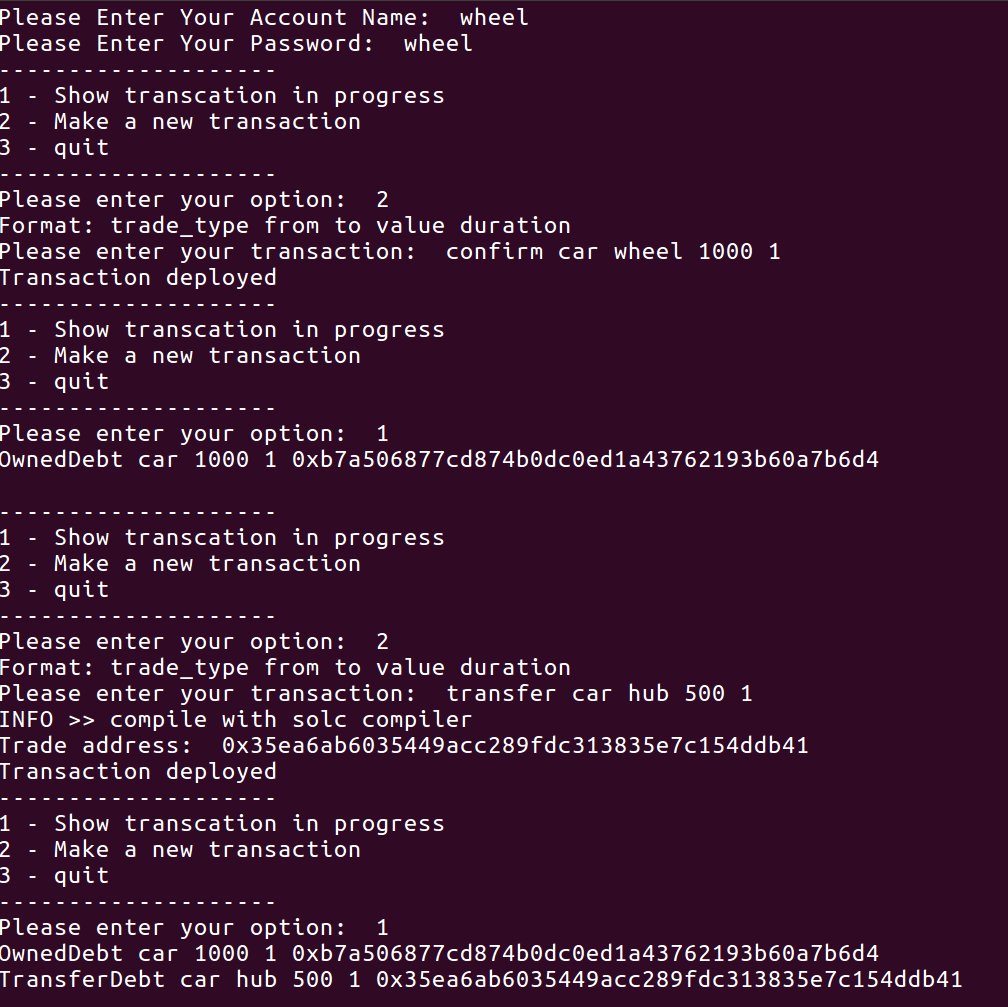 Please Enter Your Account Name:  wheel
Please Enter Your Password:  wheel
--------------------
1 - Show transcation in progress
2 - Make a new transaction
3 - quit
--------------------
Please enter your option:  2
Format: trade_type from to value duration
Please enter your transaction:  confirm car wheel 1000 1
Transaction deployed
--------------------
1 - Show transcation in progress
2 - Make a new transaction
3 - quit
--------------------
Please enter your option:  1
OwnedDebt car 1000 1 0xb7a506877cd874b0dc0ed1a43762193b60a7b6d4
--------------------
1 - Show transcation in progress
2 - Make a new transaction
3 - quit
--------------------
Please enter your option:  2
Format: trade_type from to value duration
Please enter your transaction:  transfer car hub 500 1
INFO >> compile with solc compiler
Trade address:  0x35ea6ab6035449acc289fdc313835e7c154ddb41
Transaction deployed
--------------------
1 - Show transcation in progress
2 - Make a new transaction
3 - quit
--------------------
Please enter your option:  1
OwnedDebt car 1000 1 0xb7a506877cd874b0dc0ed1a43762193b60a7b6d4
TransferDebt car hub 500 1 0x35ea6ab6035449acc289fdc313835e7c154ddb41